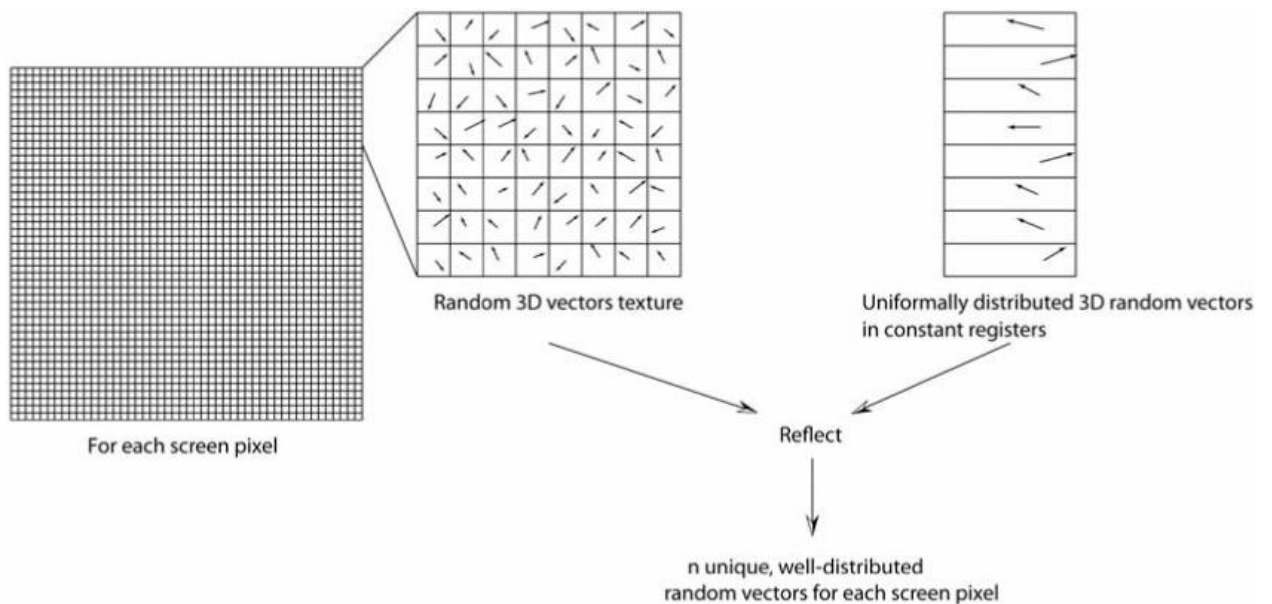 Random 3D vectors texture
Uniformally distributed 3D random vectors
in constant registers
For each screen pixel
Reflect
n unique, well-distributed
random vectors for each screen pixel